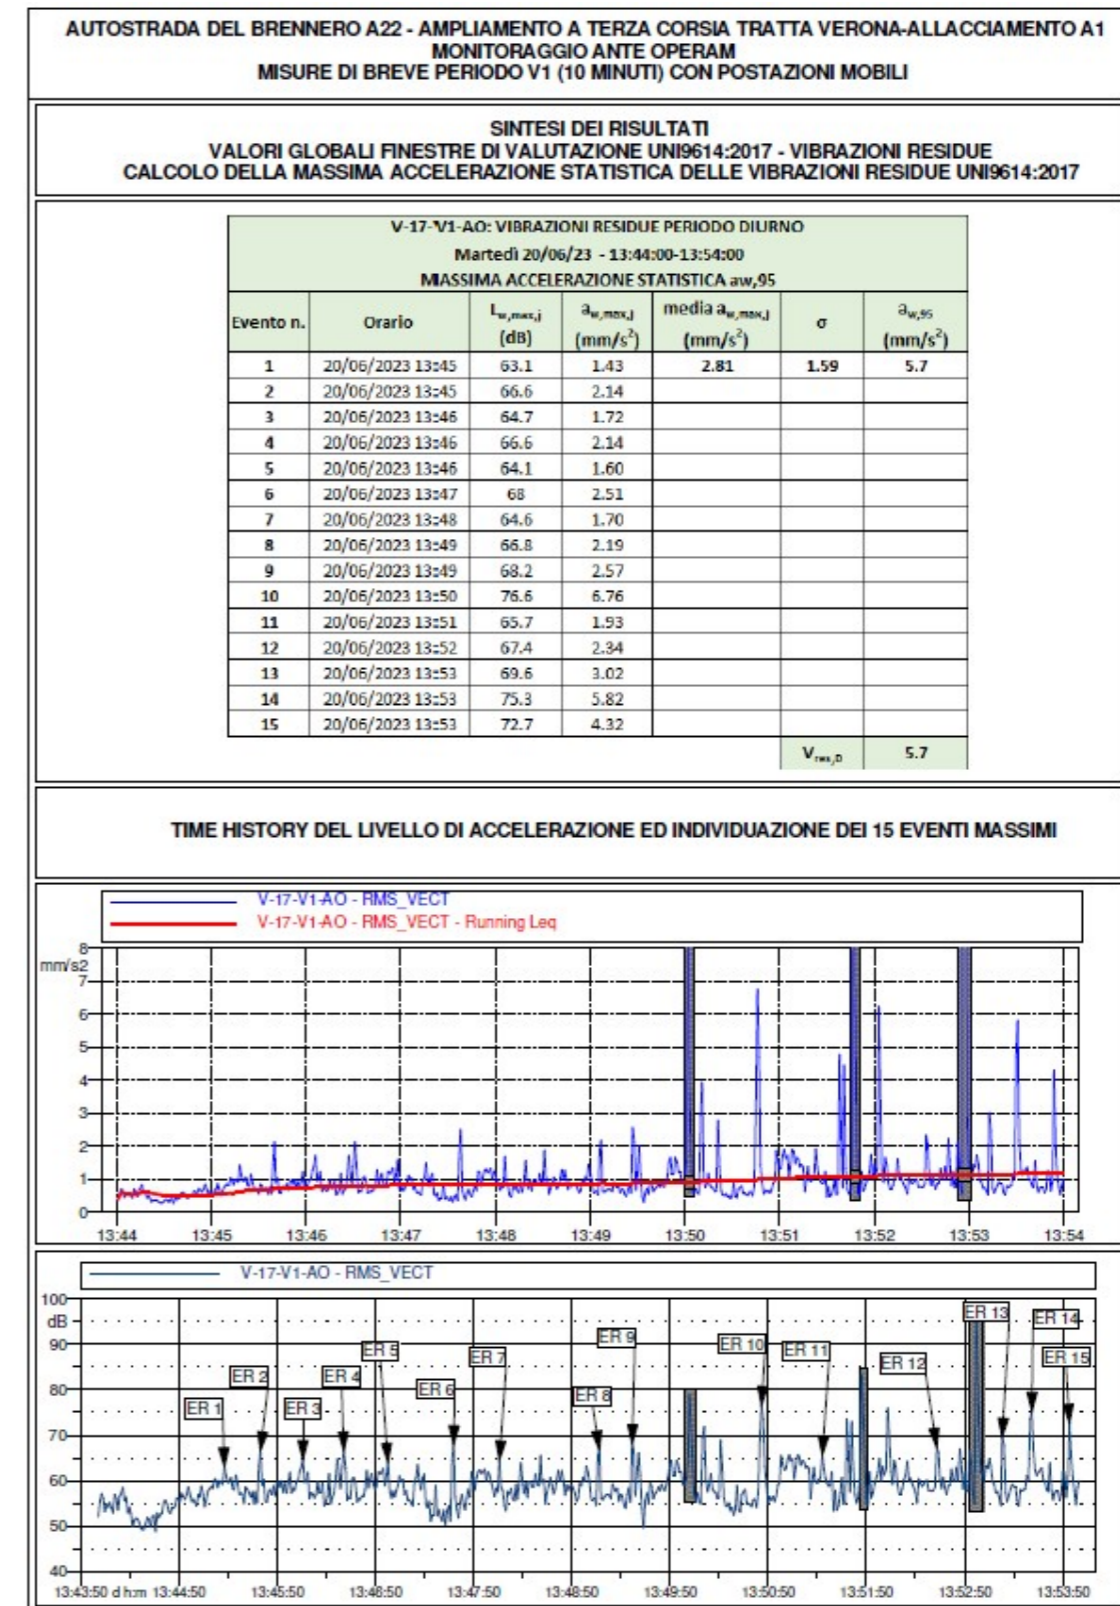 AUTOSTRADA DEL BRENNERO A22 - AMPLIAMENTO A TERZA CORSIA TRATTA VERONA-ALLACCIAMENTO A1
MONITORAGGIO ANTE OPERAM
MISURE DI BREVE PERIODO V1 (10 MINUTI) CON POSTAZIONI MOBILI
SINTESI DEI RISULTATI
VALORI GLOBALI FINESTRE DI VALUTAZIONE UNI9614:2017 - VIBRAZIONI RESIDUE
CALCOLO DELLA MASSIMA ACCELERAZIONE STATISTICA DELLE VIBRAZIONI RESIDUE UNI9614:2017
V-17-V1-AO: VIBRAZIONI RESIDUE PERIODO DIURNO
Martedì 20/06/23 - 13:44:00-13:54:00
MASSIMA ACCELERAZIONE STATISTICA aw,95
Evento n. Orario Lw,max,j (dB) aw,max,j (mm/s²) media aw,max,j (mm/s²) σ aw,95 (mm/s²)
1 20/06/2023 13:45 63.1 1.43 2.81 1.59 5.7
2 20/06/2023 13:45 66.6 2.14
3 20/06/2023 13:46 64.7 1.72
4 20/06/2023 13:46 66.6 2.14
5 20/06/2023 13:46 64.1 1.60
6 20/06/2023 13:47 68 2.51
7 20/06/2023 13:48 64.6 1.70
8 20/06/2023 13:49 66.8 2.19
9 20/06/2023 13:49 68.2 2.57
10 20/06/2023 13:50 76.6 6.76
11 20/06/2023 13:51 65.7 1.93
12 20/06/2023 13:52 67.4 2.34
13 20/06/2023 13:53 69.6 3.02
14 20/06/2023 13:53 75.3 5.82
15 20/06/2023 13:53 72.7 4.32
Vres,D 5.7
TIME HISTORY DEL LIVELLO DI ACCELERAZIONE ED INDIVIDUAZIONE DEI 15 EVENTI MASSIMI
V-17-V1-AO - RMS_VECT
V-17-V1-AO - RMS_VECT - Running Leq
8
mm/s2
7
6
5
4
3
2
1
0
13:44 13:45 13:46 13:47 13:48 13:49 13:50 13:51 13:52 13:53 13:54
V-17-V1-AO - RMS_VECT
100
dB
90
80
70
60
50
40
ER 1 ER 2 ER 3 ER 4 ER 5 ER 6 ER 7 ER 8 ER 9 ER 10 ER 11 ER 12 ER 13 ER 14 ER 15
13:43:50 d h:m 13:44:50 13:45:50 13:46:50 13:47:50 13:48:50 13:49:50 13:50:50 13:51:50 13:52:50 13:53:50